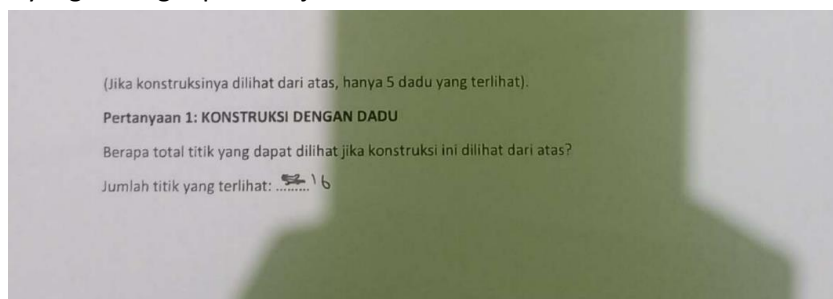 (Jika konstruksinya dilihat dari atas, hanya 5 dadu yang terlihat).
Pertanyaan 1: KONSTRUKSI DENGAN DADU
Berapa total titik yang dapat dilihat jika konstruksi ini dilihat dari atas?
Jumlah titik yang terlihat: ......... 16